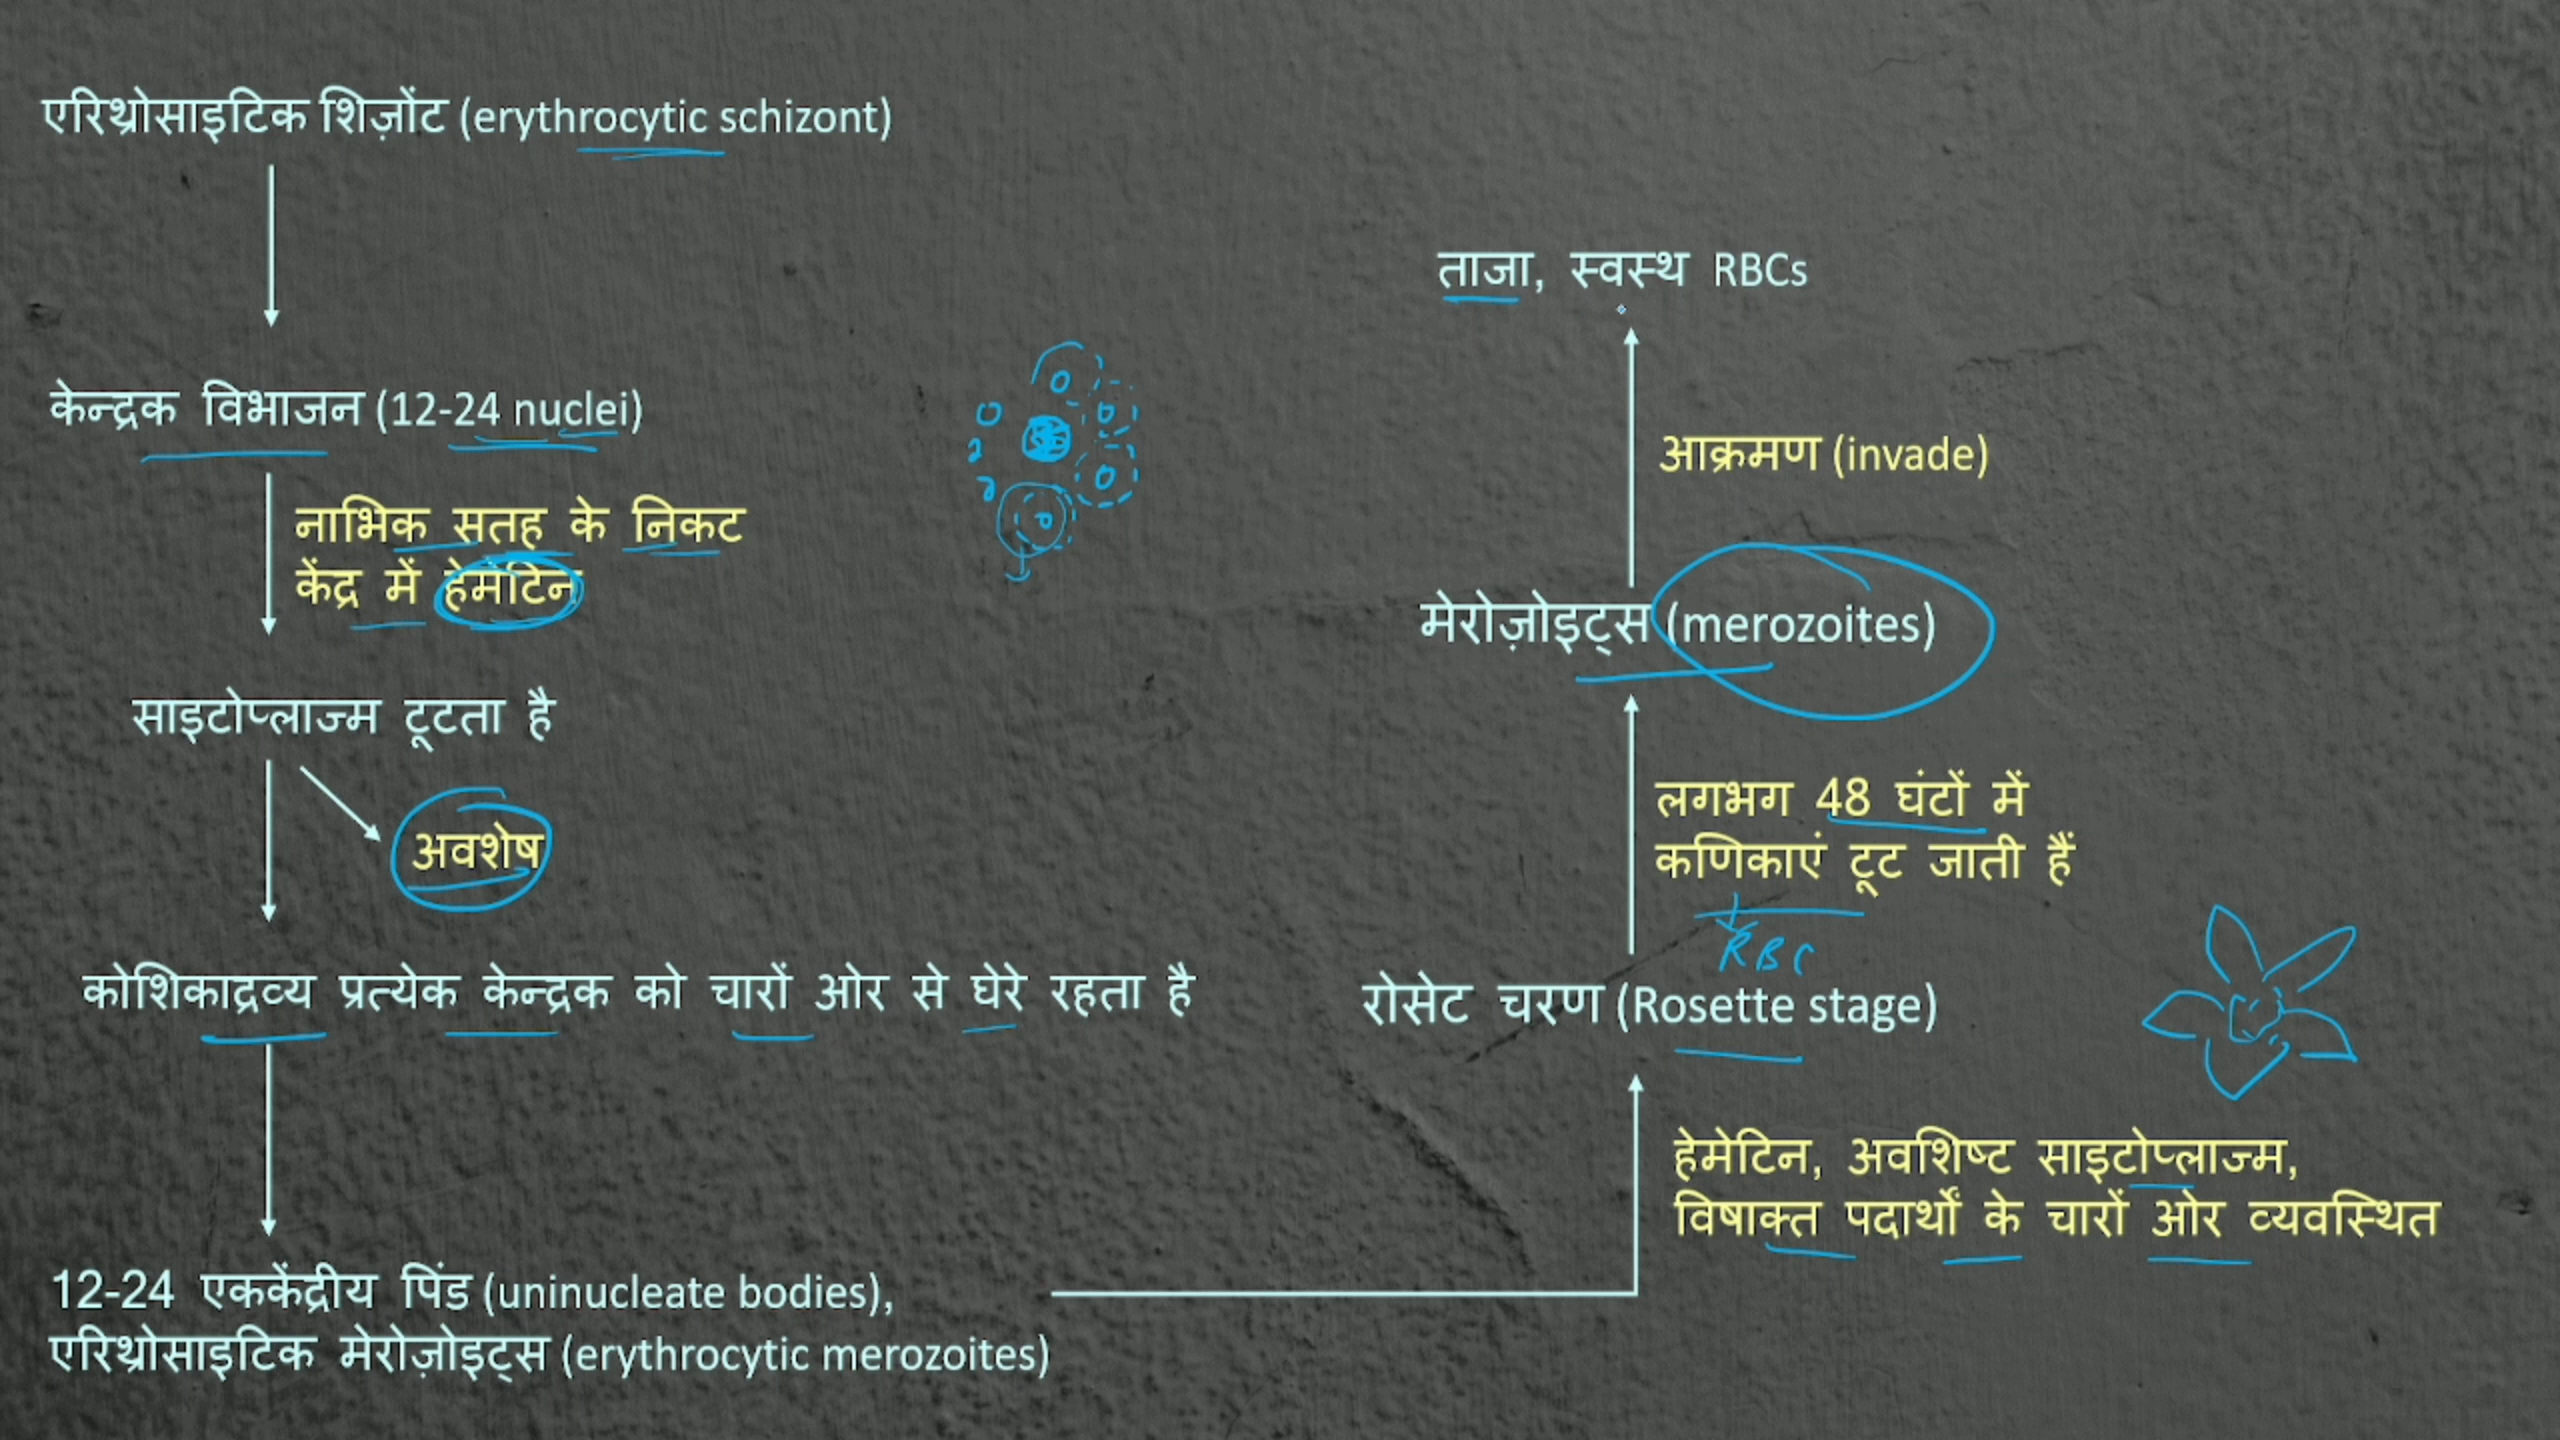 एरिथ्रोसाइटिक शिज़ोंट (erythrocytic schizont)
केन्द्रक विभाजन (12-24 nuclei)
नाभिक सतह के निकट
केंद्र में हेमेटिन
साइटोप्लाज्म टूटता है
अवशेष
कोशिकाद्रव्य प्रत्येक केन्द्रक को चारों ओर से घेरे रहता है
12-24 एककेंद्रीय पिंड (uninucleate bodies),
एरिथ्रोसाइटिक मेरोज़ोइट्स (erythrocytic merozoites)
ताजा, स्वस्थ RBCs
आक्रमण (invade)
मेरोज़ोइट्स (merozoites)
लगभग 48 घंटों में
कणिकाएं टूट जाती हैं
RBC
रोसेट चरण (Rosette stage)
हेमेटिन, अवशिष्ट साइटोप्लाज्म,
विषाक्त पदार्थों के चारों ओर व्यवस्थित